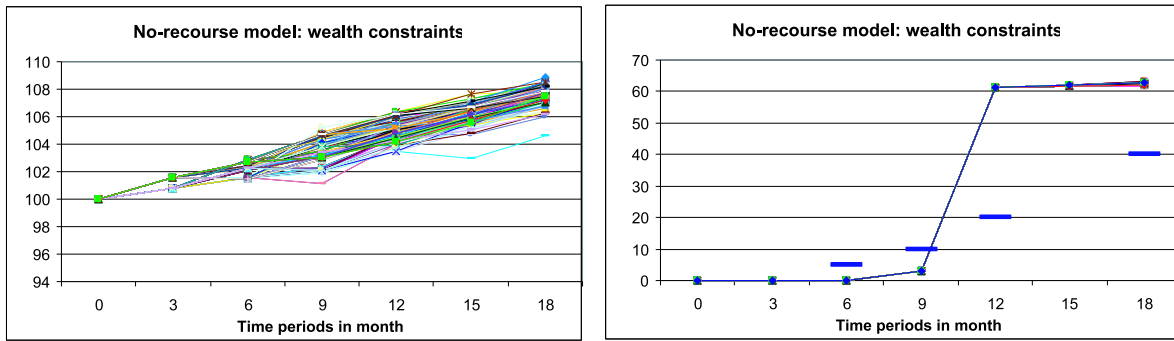 No-recourse model: wealth constraints
110
108
106
104
102
100
98
96
94
0 3 6 9 12 15 18
Time periods in month
No-recourse model: wealth constraints
70
60
50
40
30
20
10
0
0 3 6 9 12 15 18
Time periods in month